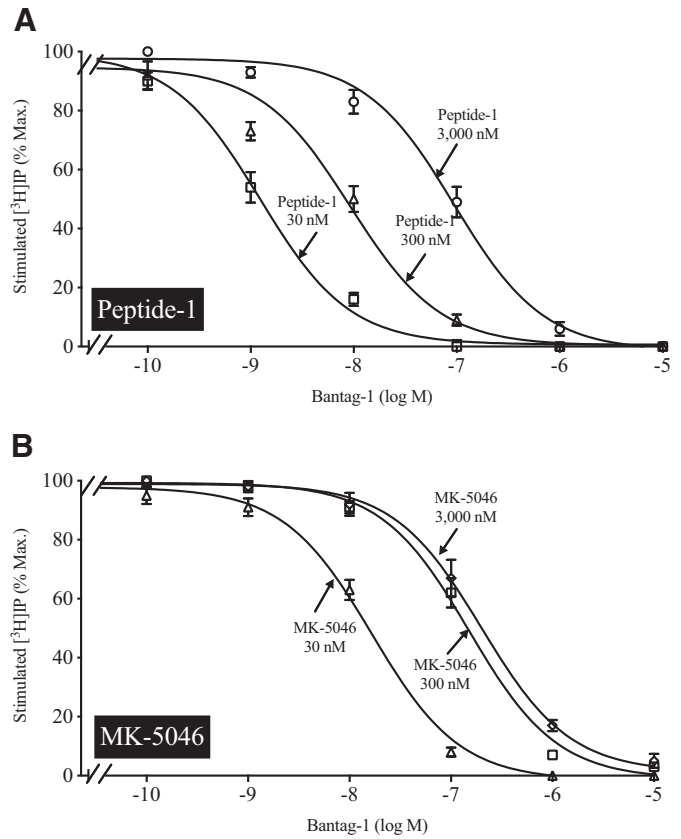 A
Stimulated [³H]IP (% Max.)
100
80
60
40
20
0
Peptide-1
3,000 nM
Peptide-1
30 nM
Peptide-1
300 nM
Peptide-1
-10 -9 -8 -7 -6 -5
Bantag-1 (log M)
B
Stimulated [³H]IP (% Max.)
100
80
60
40
20
0
MK-5046
3,000 nM
MK-5046
30 nM
MK-5046
300 nM
MK-5046
-10 -9 -8 -7 -6 -5
Bantag-1 (log M)